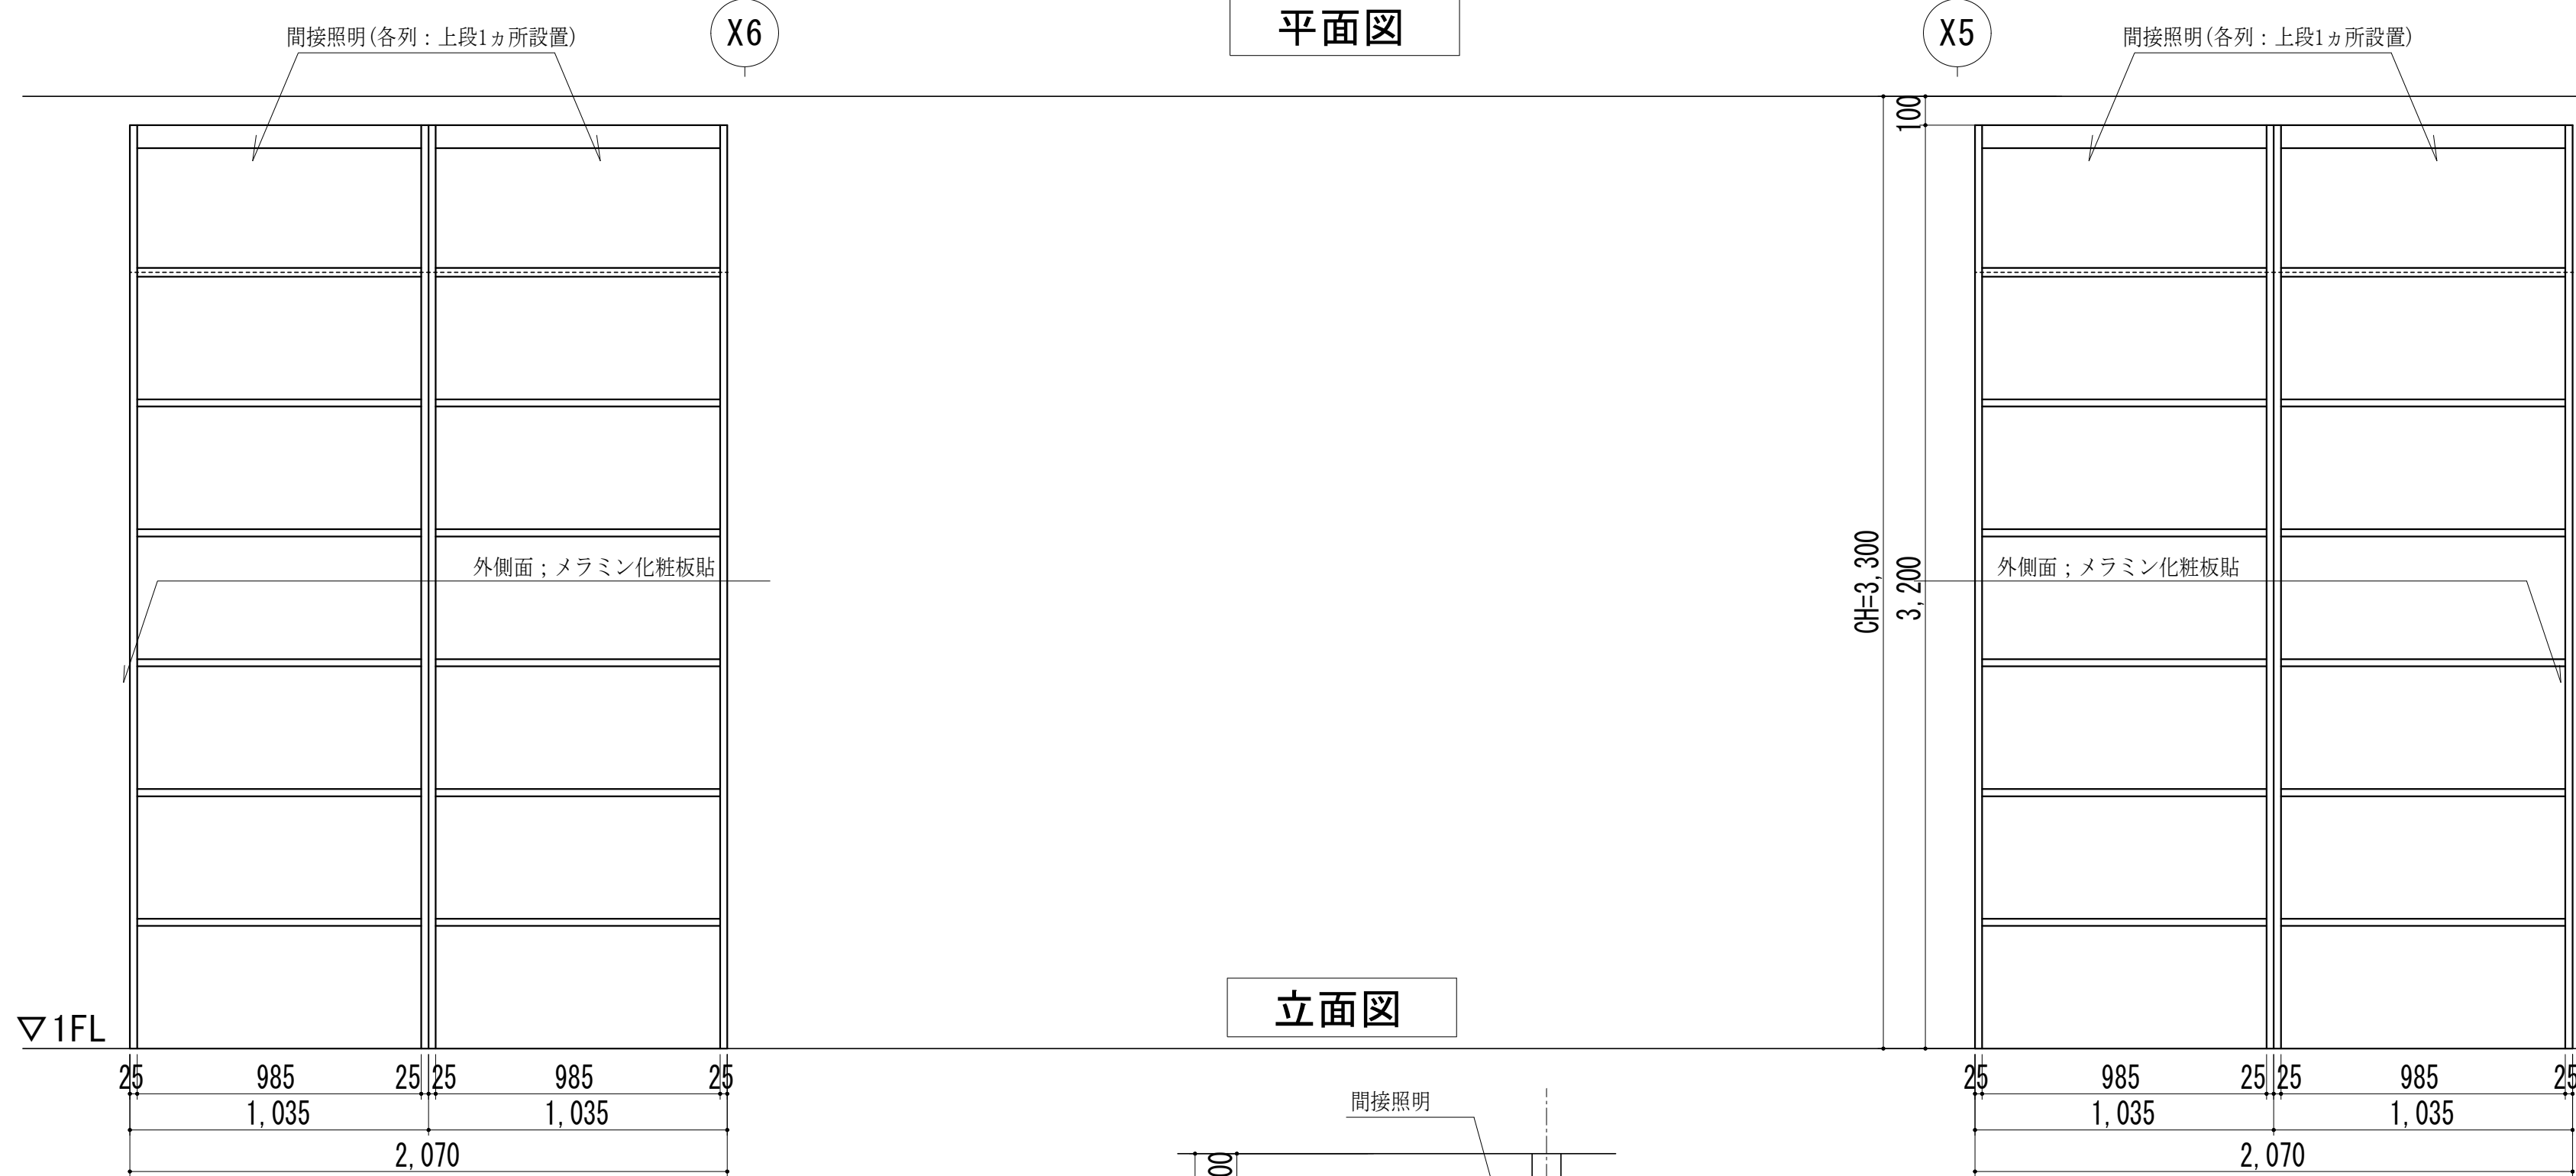 平面図
X6
X5
間接照明(各列：上段1ヵ所設置)
間接照明(各列：上段1ヵ所設置)
100
CH=3,300
3,200
外側面；メラミン化粧板貼
外側面；メラミン化粧板貼
立面図
▽1FL
25 985 25 25 985 25
1,035 1,035
2,070
25 985 25 25 985 25
1,035 1,035
2,070
間接照明